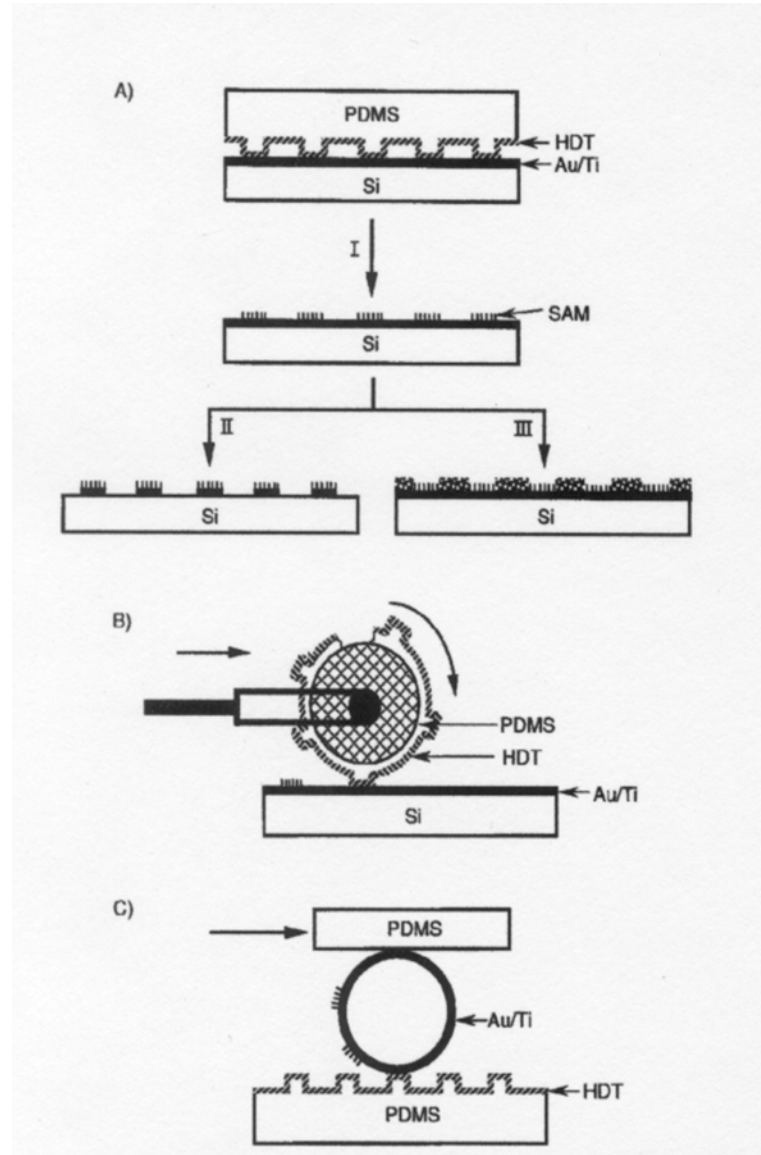 A)
PDMS
HDT
Au/Ti
Si
I
SAM
Si
II
III
Si
Si
B)
PDMS
HDT
Au/Ti
Si
C)
PDMS
Au/Ti
HDT
PDMS